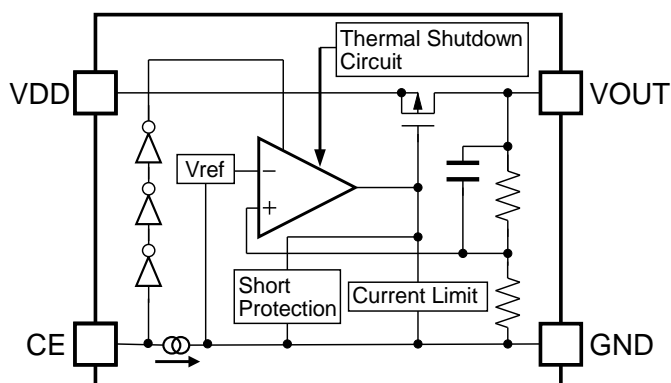 Thermal Shutdown
Circuit
VDD
VOUT
Vref
−
+
Short
Protection
Current Limit
CE
GND